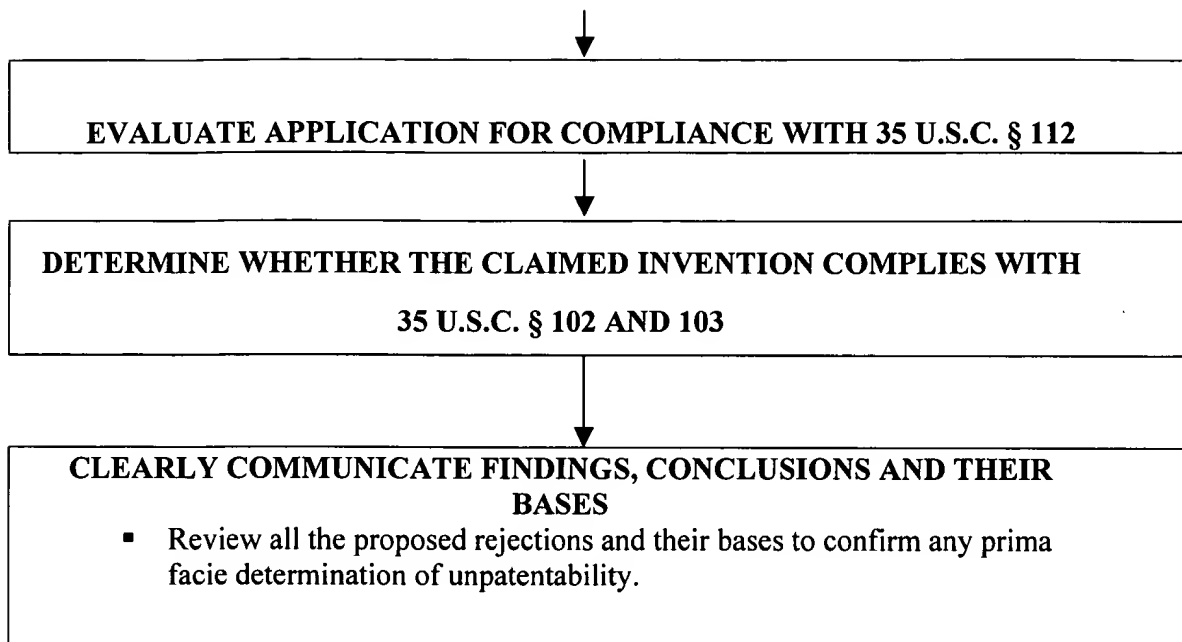 EVALUATE APPLICATION FOR COMPLIANCE WITH 35 U.S.C. § 112
DETERMINE WHETHER THE CLAIMED INVENTION COMPLIES WITH
35 U.S.C. § 102 AND 103
CLEARLY COMMUNICATE FINDINGS, CONCLUSIONS AND THEIR
BASES
▪ Review all the proposed rejections and their bases to confirm any prima
facie determination of unpatentability.